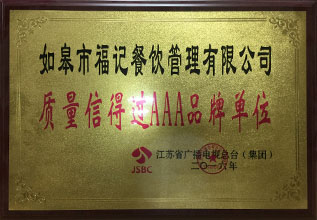 如皋市福记餐饮管理有限公司
质量信得过AAA品牌单位
JSBC
江苏省广播电视总台（集团）
二〇一六年